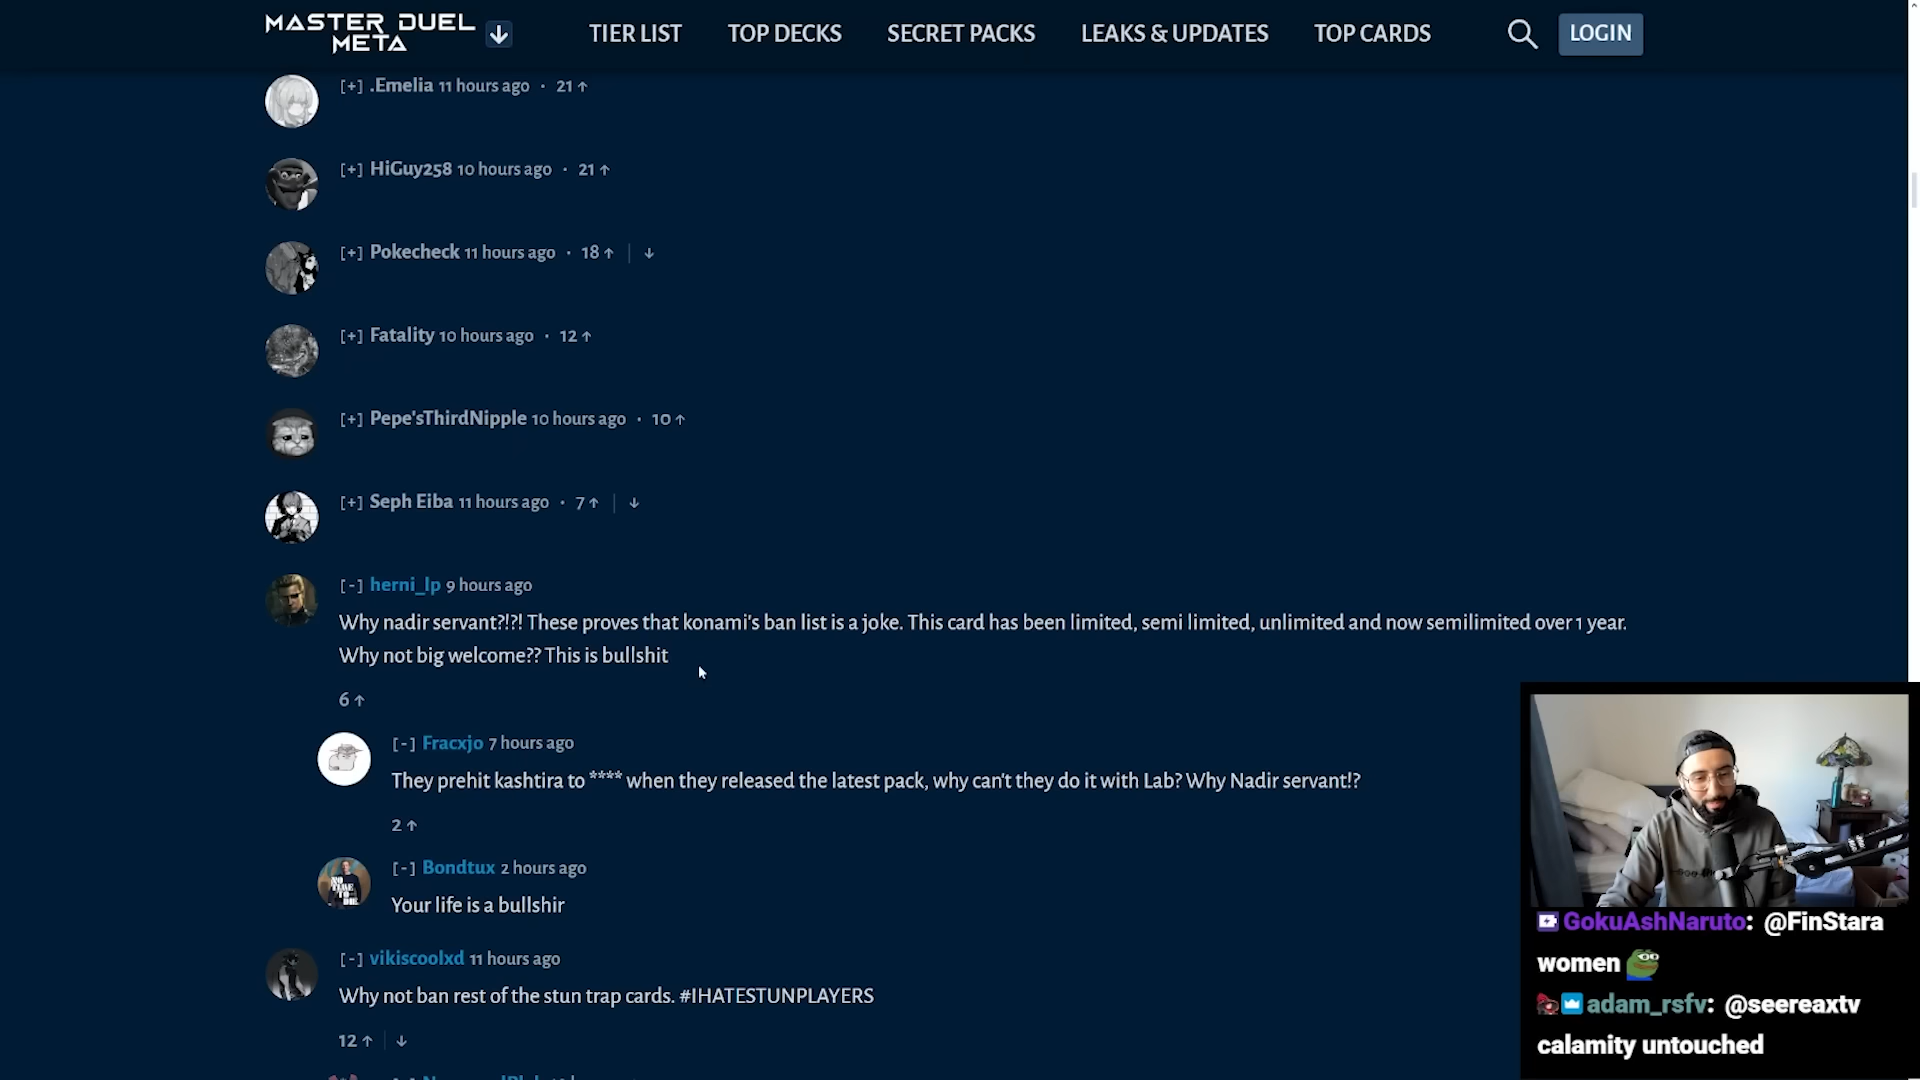 MASTER DUEL
META
TIER LIST
TOP DECKS
SECRET PACKS
LEAKS & UPDATES
TOP CARDS
LOGIN
[+] .Emelia 11 hours ago · 21 ↑
[+] HiGuy258 10 hours ago · 21 ↑
[+] Pokecheck 11 hours ago · 18 ↑ | ↓
[+] Fatality 10 hours ago · 12 ↑
[+] Pepe'sThirdNipple 10 hours ago · 10 ↑
[+] Seph Eiba 11 hours ago · 7 ↑ | ↓
[-] herni_lp 9 hours ago
Why nadir servant?!?! These proves that konami's ban list is a joke. This card has been limited, semi limited, unlimited and now semilimited over 1 year.
Why not big welcome?? This is bullshit
6 ↑
[-] Fracxjo 7 hours ago
They prehit kashtira to **** when they released the latest pack, why can't they do it with Lab? Why Nadir servant!?
2 ↑
[-] Bondtux 2 hours ago
Your life is a bullshir
[-] vikiscoolxd 11 hours ago
Why not ban rest of the stun trap cards. #IHATESTUNPLAYERS
12 ↑ | ↓
GokuAshNaruto: @FinStara
women
adam_rsfv: @seereaxtv
calamity untouched